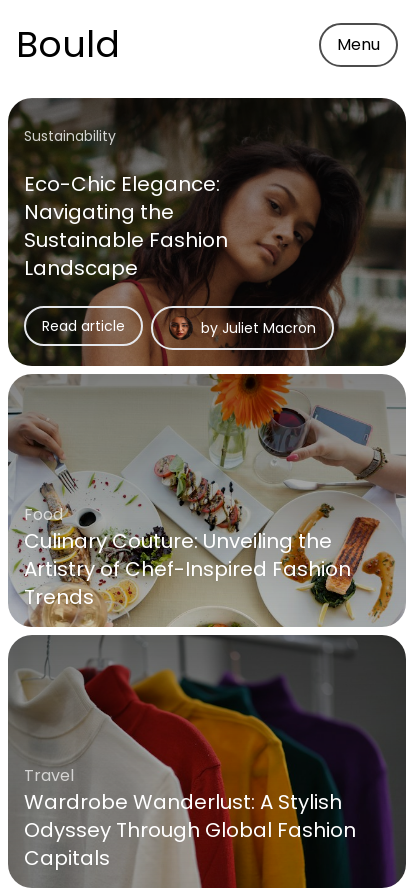 Bould
Menu
Sustainability
Eco-Chic Elegance:
Navigating the
Sustainable Fashion
Landscape
Read article
by Juliet Macron
Food
Culinary Couture: Unveiling the
Artistry of Chef-Inspired Fashion
Trends
Travel
Wardrobe Wanderlust: A Stylish
Odyssey Through Global Fashion
Capitals